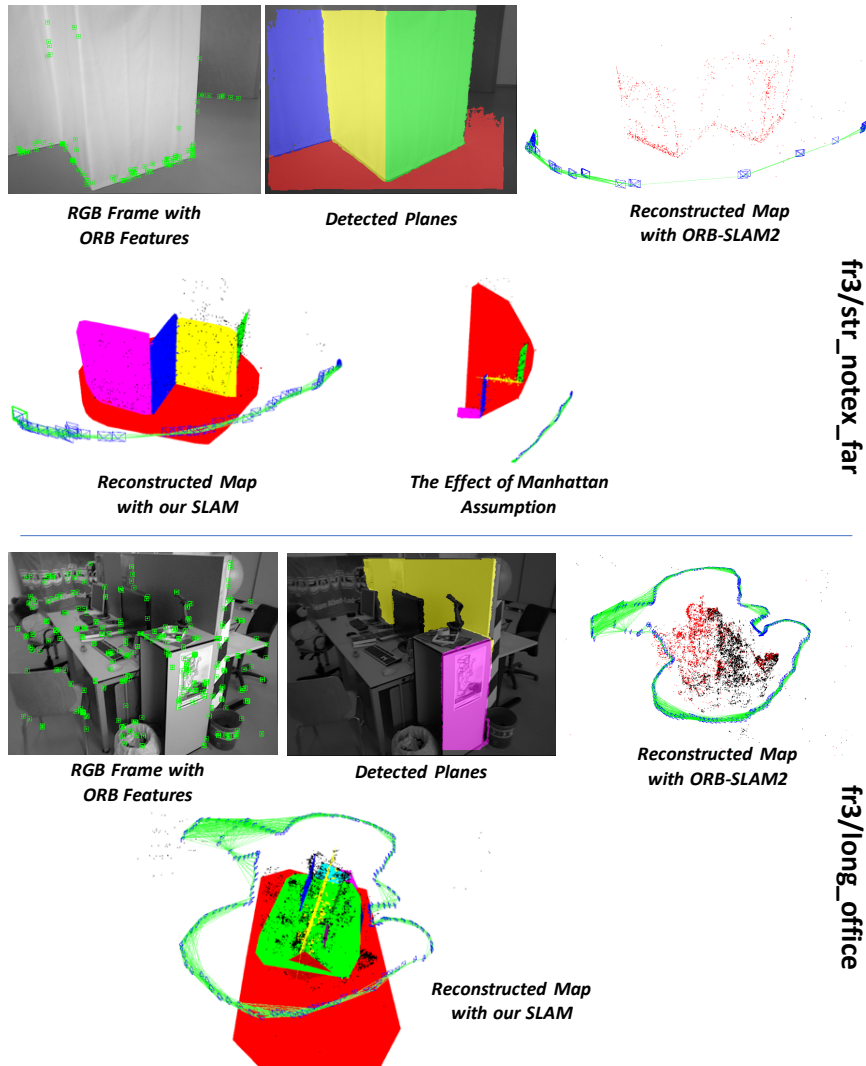 RGB Frame with
ORB Features
Detected Planes
Reconstructed Map
with ORB-SLAM2
fr3/str_notex_far
Reconstructed Map
with our SLAM
The Effect of Manhattan
Assumption
RGB Frame with
ORB Features
Detected Planes
Reconstructed Map
with ORB-SLAM2
fr3/long_office
Reconstructed Map
with our SLAM